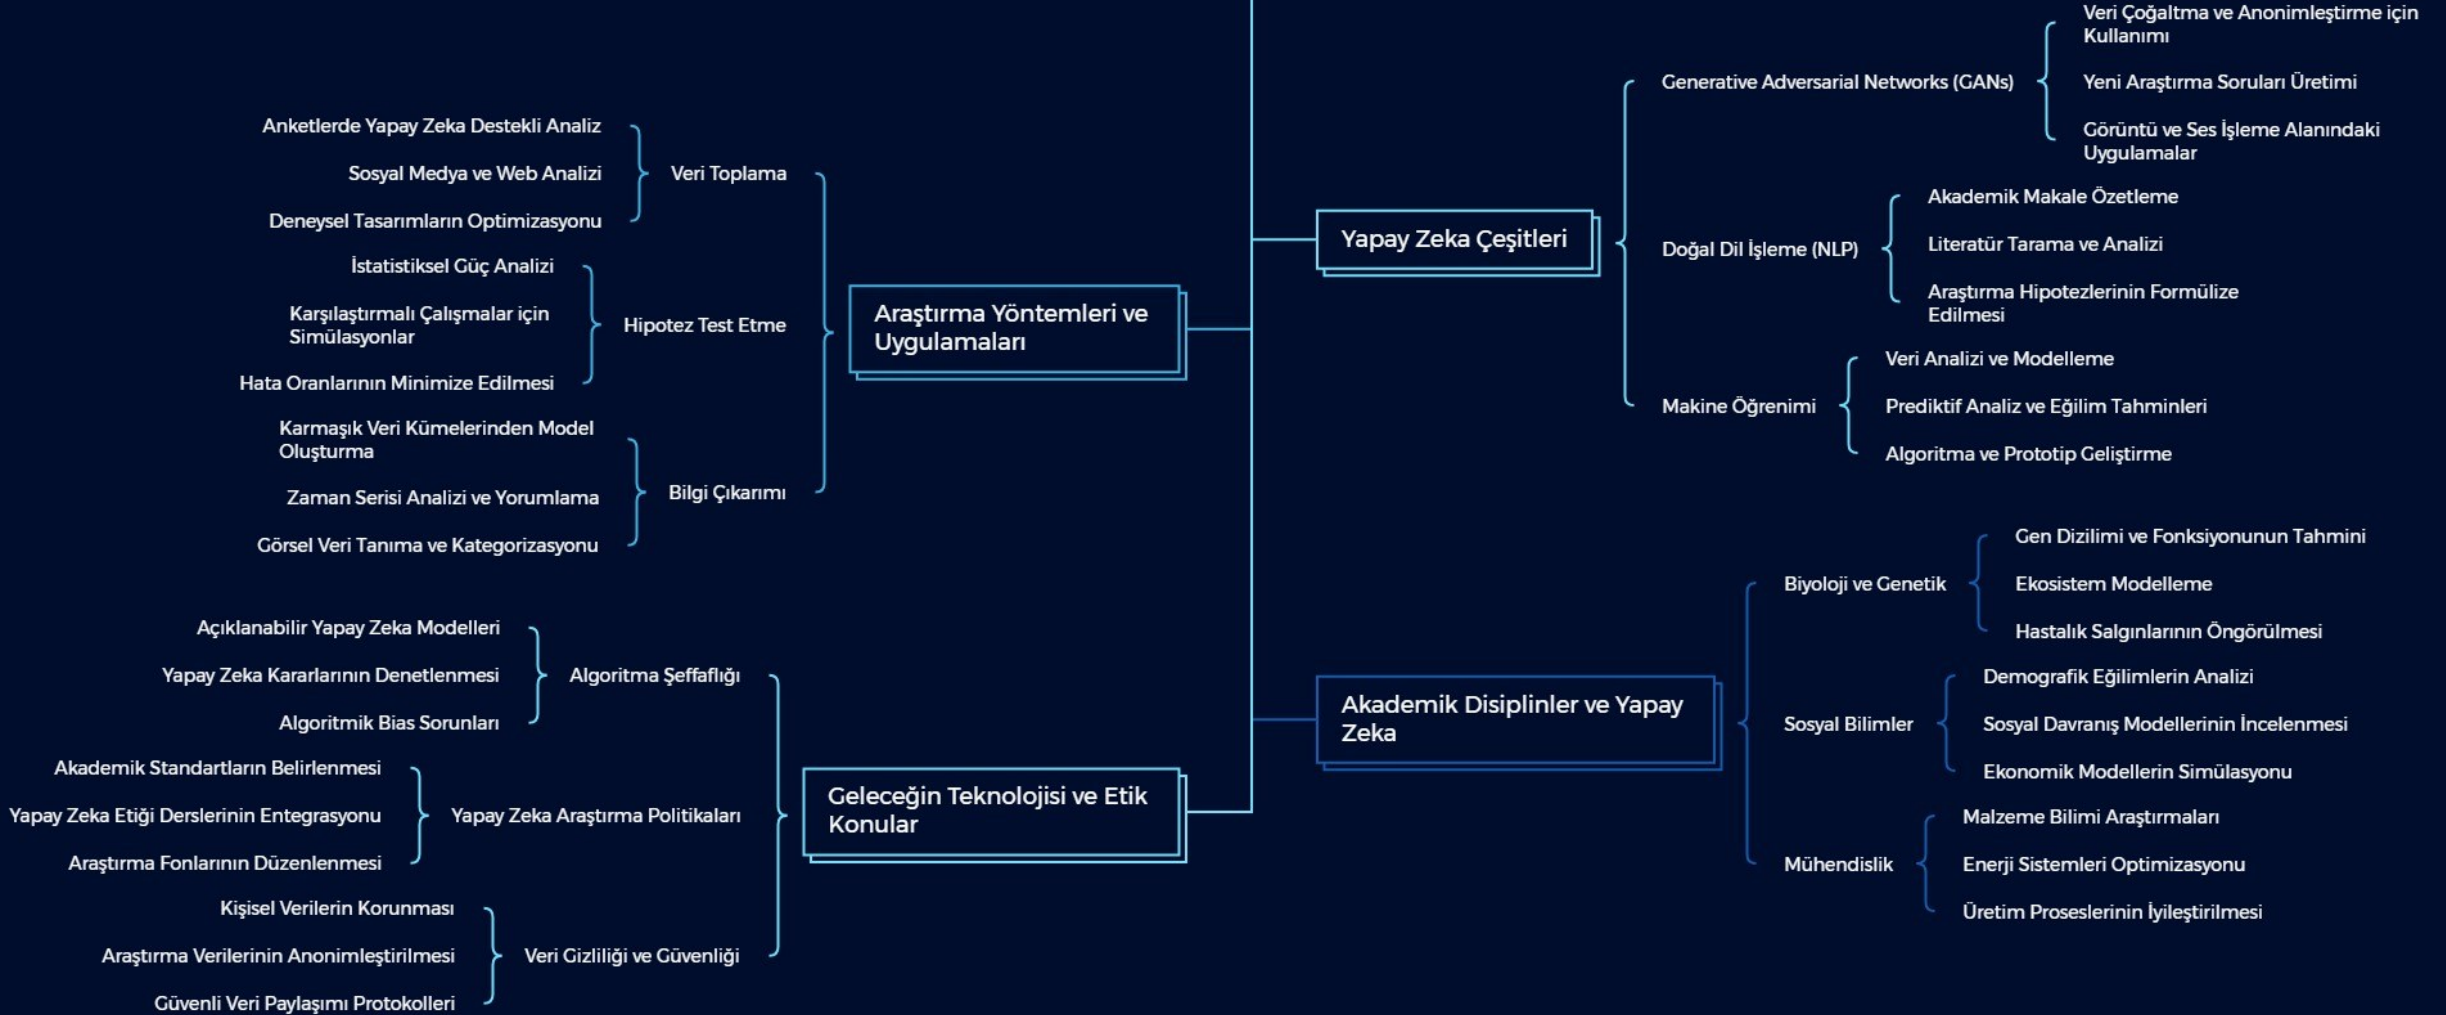 Araştırma Yöntemleri ve
Uygulamaları
Veri Toplama
Anketlerde Yapay Zeka Destekli Analiz
Sosyal Medya ve Web Analizi
Deneysel Tasarımların Optimizasyonu
Hipotez Test Etme
İstatistiksel Güç Analizi
Karşılaştırmalı Çalışmalar için
Simülasyonlar
Hata Oranlarının Minimize Edilmesi
Bilgi Çıkarımı
Karmaşık Veri Kümelerinden Model
Oluşturma
Zaman Serisi Analizi ve Yorumlama
Görsel Veri Tanıma ve Kategorizasyonu
Geleceğin Teknolojisi ve Etik
Konular
Algoritma Şeffaflığı
Açıklanabilir Yapay Zeka Modelleri
Yapay Zeka Kararlarının Denetlenmesi
Algoritmik Bias Sorunları
Yapay Zeka Araştırma Politikaları
Akademik Standartların Belirlenmesi
Yapay Zeka Etiği Derslerinin Entegrasyonu
Araştırma Fonlarının Düzenlenmesi
Veri Gizliliği ve Güvenliği
Kişisel Verilerin Korunması
Araştırma Verilerinin Anonimleştirilmesi
Güvenli Veri Paylaşımı Protokolleri
Yapay Zeka Çeşitleri
Generative Adversarial Networks (GANs)
Veri Çoğaltma ve Anonimleştirme için
Kullanımı
Yeni Araştırma Soruları Üretimi
Görüntü ve Ses İşleme Alanındaki
Uygulamalar
Doğal Dil İşleme (NLP)
Akademik Makale Özetleme
Literatür Tarama ve Analizi
Araştırma Hipotezlerinin Formülize
Edilmesi
Makine Öğrenimi
Veri Analizi ve Modelleme
Prediktif Analiz ve Eğilim Tahminleri
Algoritma ve Prototip Geliştirme
Akademik Disiplinler ve Yapay
Zeka
Biyoloji ve Genetik
Gen Dizilimi ve Fonksiyonunun Tahmini
Ekosistem Modelleme
Hastalık Salgınlarının Öngörülmesi
Sosyal Bilimler
Demografik Eğilimlerin Analizi
Sosyal Davranış Modellerinin İncelenmesi
Ekonomik Modellerin Simülasyonu
Mühendislik
Malzeme Bilimi Araştırmaları
Enerji Sistemleri Optimizasyonu
Üretim Proseslerinin İyileştirilmesi